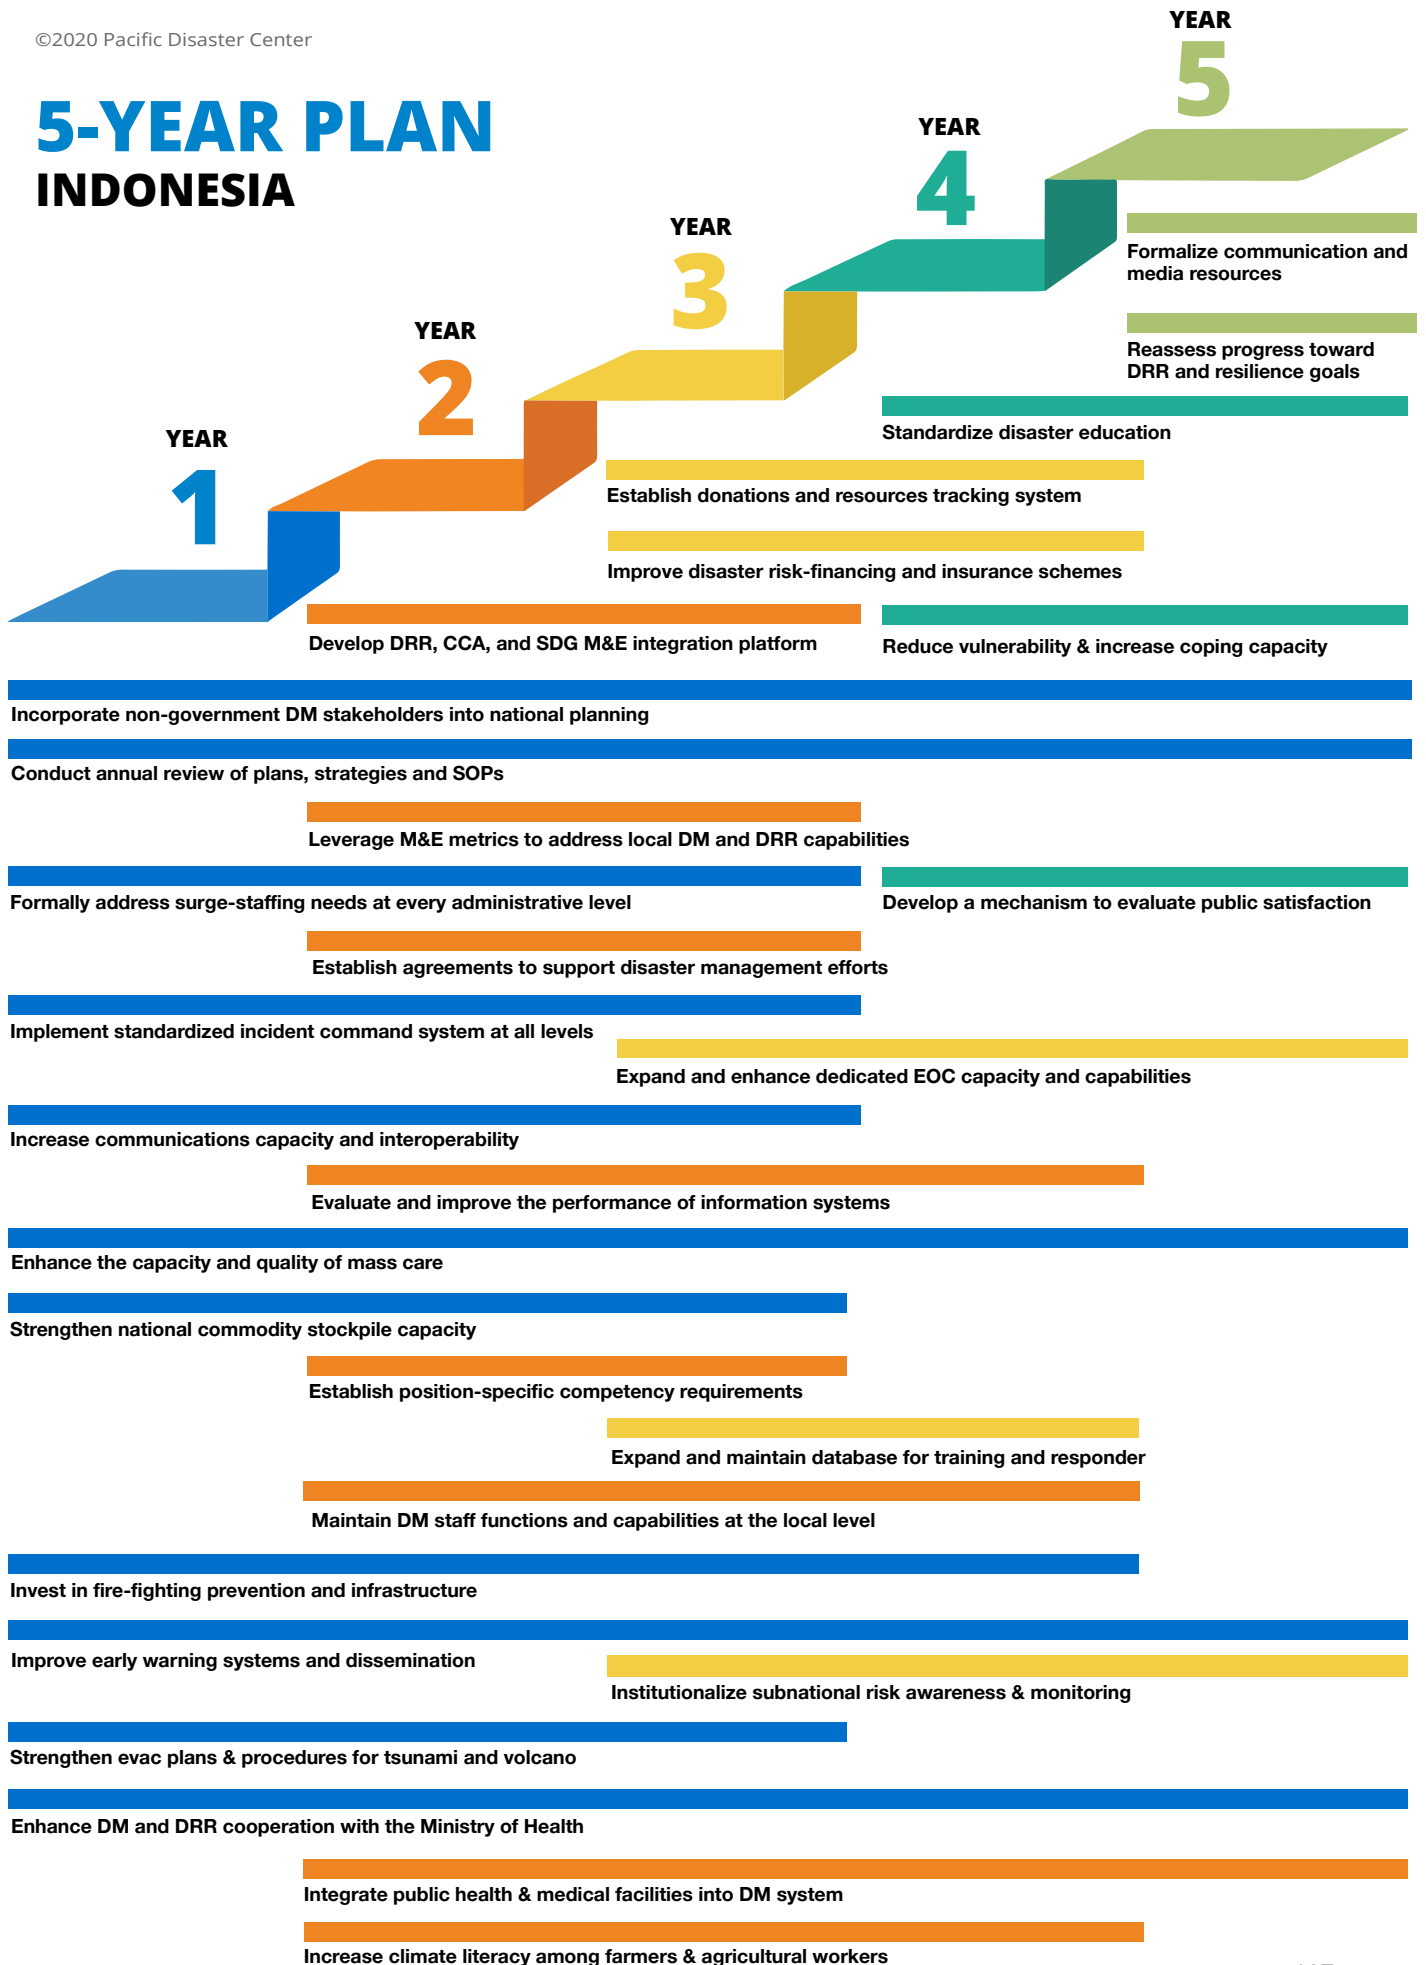 ©2020 Pacific Disaster Center
5-YEAR PLAN
INDONESIA
YEAR
1
YEAR
2
YEAR
3
YEAR
4
YEAR
5
Formalize communication and
media resources
Reassess progress toward
DRR and resilience goals
Standardize disaster education
Establish donations and resources tracking system
Improve disaster risk-financing and insurance schemes
Develop DRR, CCA, and SDG M&E integration platform
Reduce vulnerability & increase coping capacity
Incorporate non-government DM stakeholders into national planning
Conduct annual review of plans, strategies and SOPs
Leverage M&E metrics to address local DM and DRR capabilities
Formally address surge-staffing needs at every administrative level
Develop a mechanism to evaluate public satisfaction
Establish agreements to support disaster management efforts
Implement standardized incident command system at all levels
Expand and enhance dedicated EOC capacity and capabilities
Increase communications capacity and interoperability
Evaluate and improve the performance of information systems
Enhance the capacity and quality of mass care
Strengthen national commodity stockpile capacity
Establish position-specific competency requirements
Expand and maintain database for training and responder
Maintain DM staff functions and capabilities at the local level
Invest in fire-fighting prevention and infrastructure
Improve early warning systems and dissemination
Institutionalize subnational risk awareness & monitoring
Strengthen evac plans & procedures for tsunami and volcano
Enhance DM and DRR cooperation with the Ministry of Health
Integrate public health & medical facilities into DM system
Increase climate literacy among farmers & agricultural workers